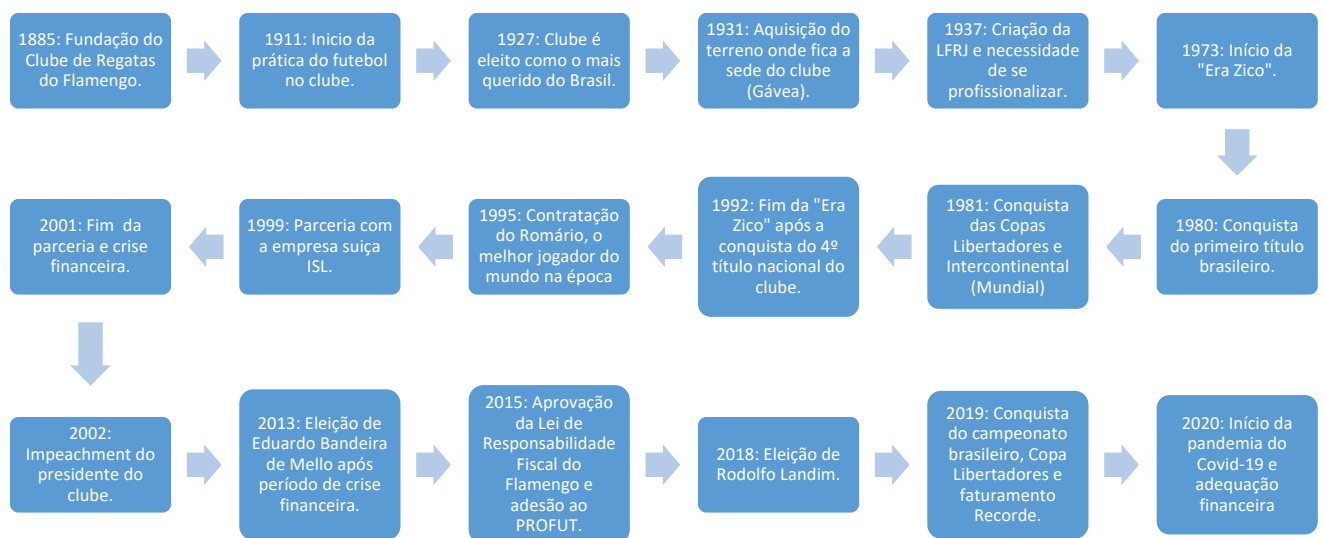 1885: Fundação do
Clube de Regatas
do Flamengo.
1911: Inicio da
prática do futebol
no clube.
1927: Clube é
eleito como o mais
querido do Brasil.
1931: Aquisição do
terreno onde fica a
sede do clube
(Gávea).
1937: Criação da
LFRJ e necessidade
de se
profissionalizar.
1973: Início da
"Era Zico".
1980: Conquista
do primeiro título
brasileiro.
1981: Conquista
das Copas
Libertadores e
Intercontinental
(Mundial)
1992: Fim da "Era
Zico" após a
conquista do 4º
título nacional do
clube.
1995: Contratação
do Romário, o
melhor jogador do
mundo na época
1999: Parceria com
a empresa suiça
ISL.
2001: Fim da
parceria e crise
financeira.
2002:
Impeachment do
presidente do
clube.
2013: Eleição de
Eduardo Bandeira
de Mello após
período de crise
financeira.
2015: Aprovação
da Lei de
Responsabilidade
Fiscal do
Flamengo e
adesão ao
PROFUT.
2018: Eleição de
Rodolfo Landim.
2019: Conquista
do campeonato
brasileiro, Copa
Libertadores e
faturamento
Recorde.
2020: Início da
pandemia do
Covid-19 e
adequação
financeira